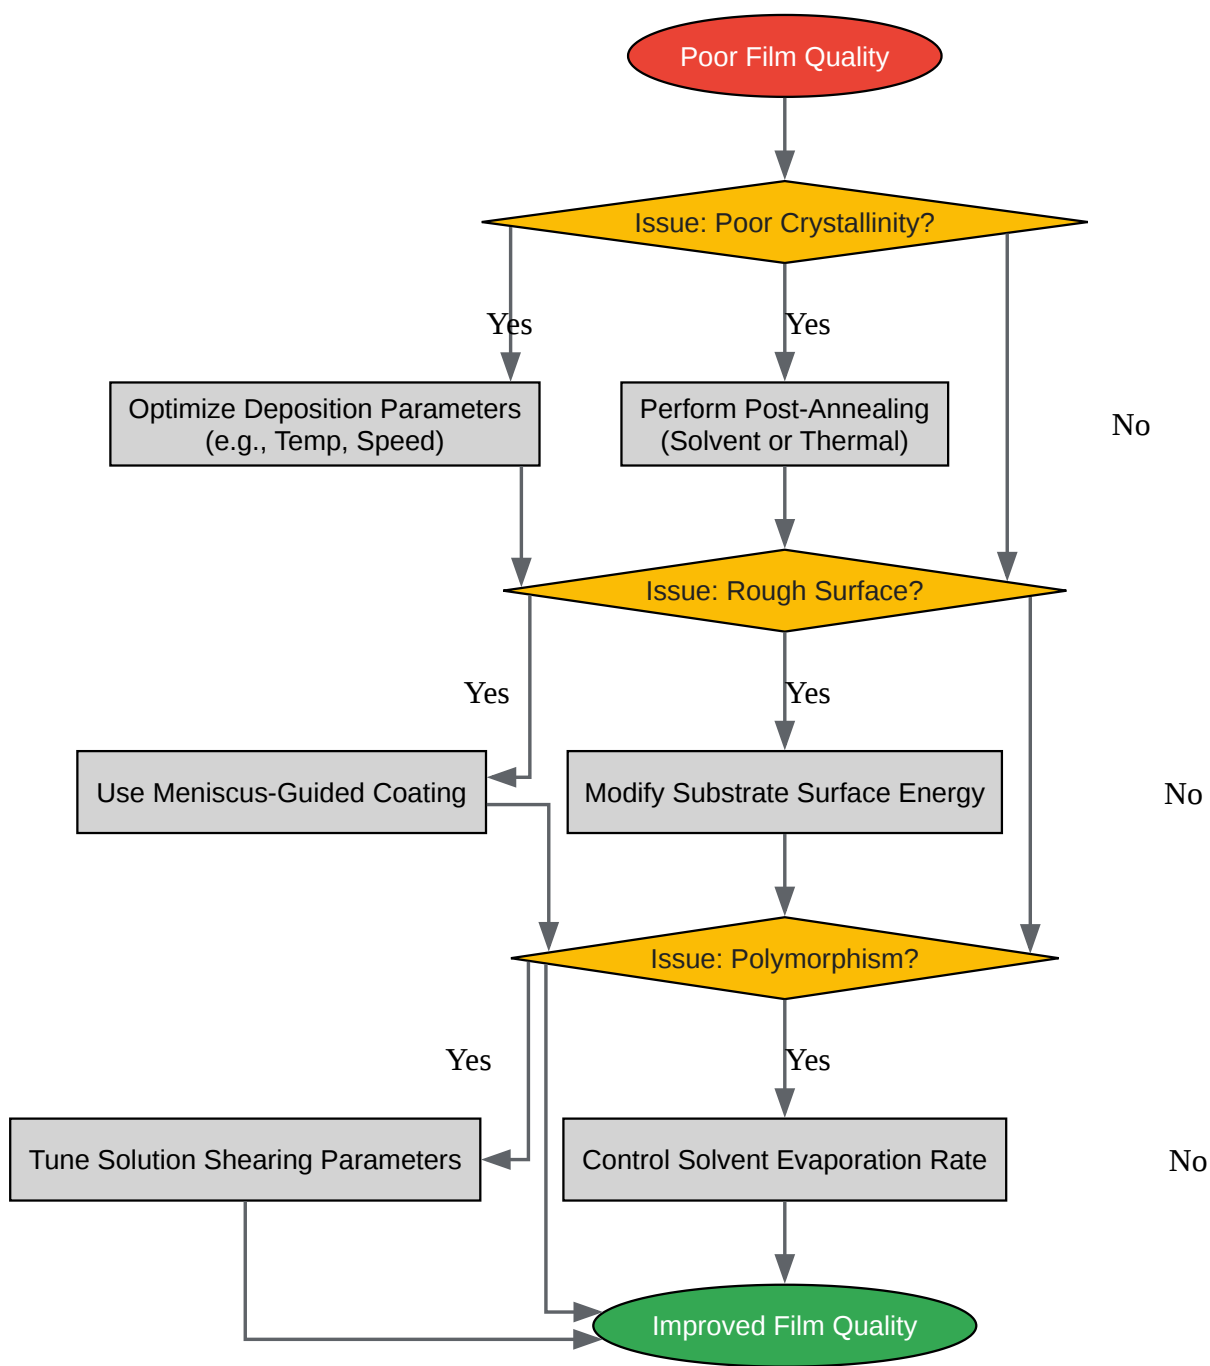 Poor Film Quality
Issue: Poor Crystallinity?
Yes
Yes
Optimize Deposition Parameters
(e.g., Temp, Speed)
Perform Post-Annealing
(Solvent or Thermal)
No
Issue: Rough Surface?
Yes
Yes
Use Meniscus-Guided Coating
Modify Substrate Surface Energy
No
Issue: Polymorphism?
Yes
Yes
Tune Solution Shearing Parameters
Control Solvent Evaporation Rate
No
Improved Film Quality